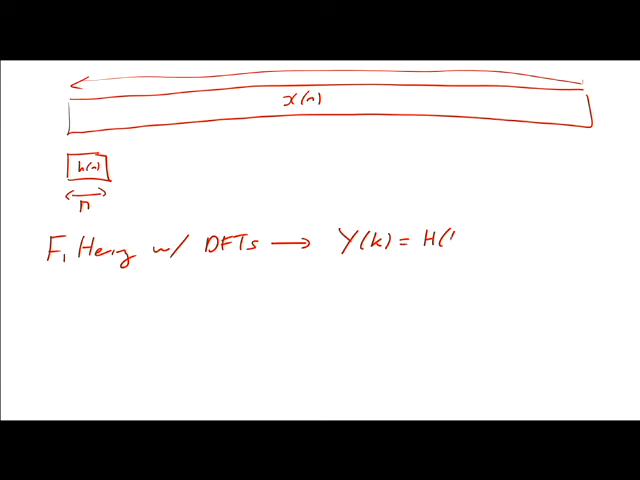 x(n)
h(n)
M
Filtering w/ DFTs → Y(k) = H(